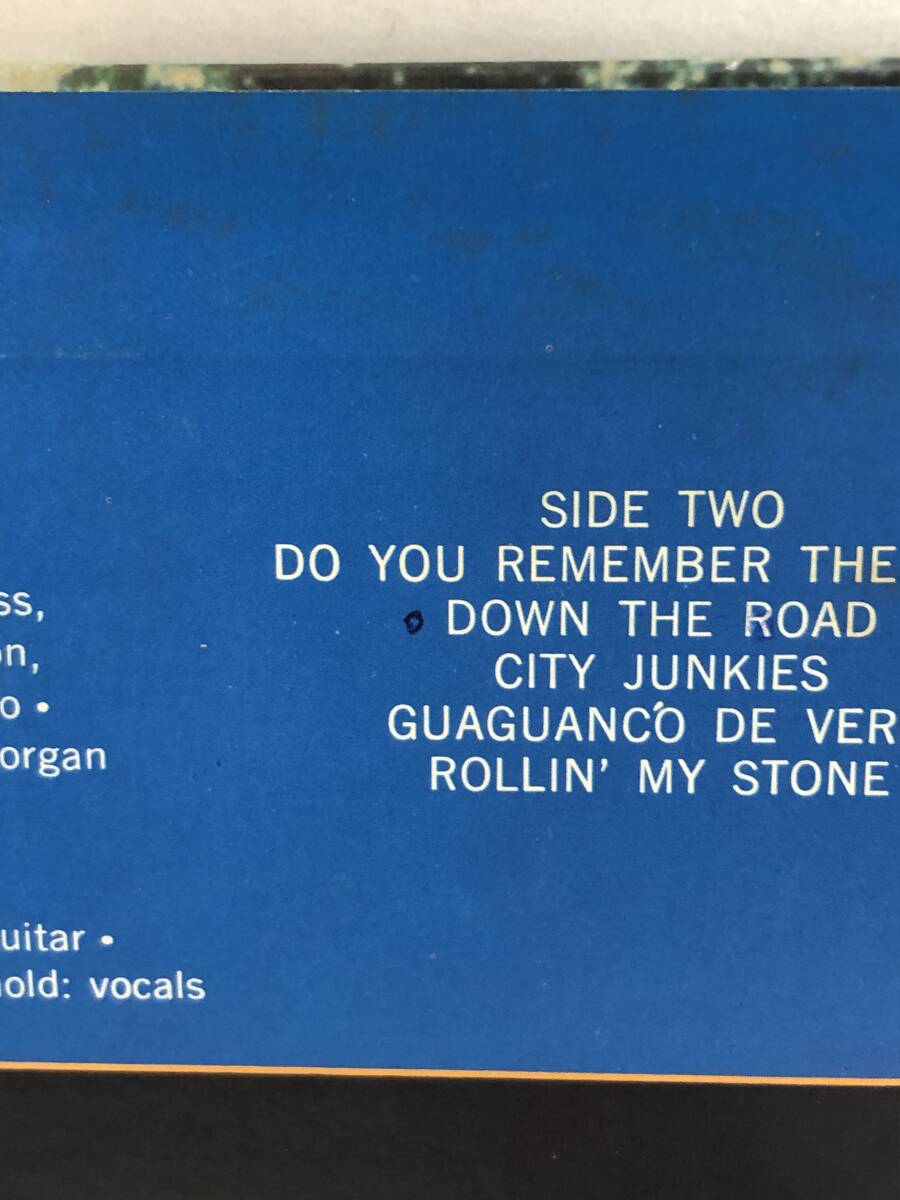 SIDE TWO
DO YOU REMEMBER THE
DOWN THE ROAD
CITY JUNKIES
GUAGUANCÓ DE VER
ROLLIN' MY STONE
ss,
on,
o •
organ
uitar •
old: vocals